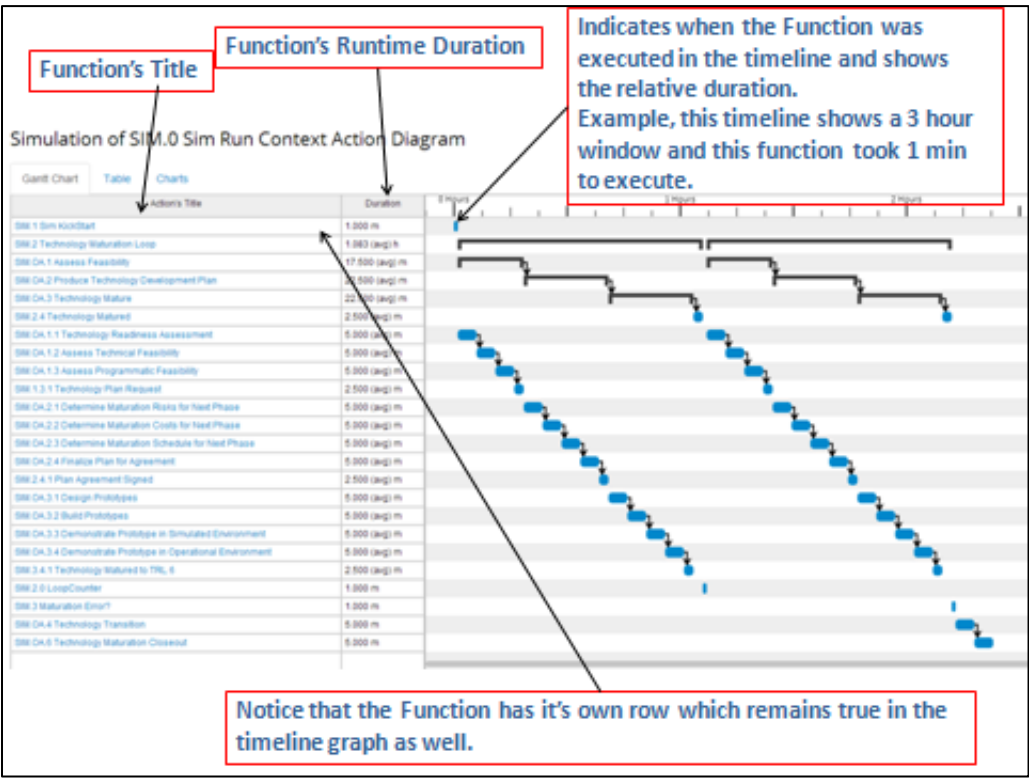 Function's Title
Function's Runtime Duration
Indicates when the Function was
executed in the timeline and shows
the relative duration.
Example, this timeline shows a 3 hour
window and this function took 1 min
to execute.
Simulation of SIM.0 Sim Run Context Action Diagram
Gantt Chart Table Charts
Action's Title Duration 0 Hours 1 Hours 2 Hours
SIM.1 Sim KickStart 1.000 m
SIM.2 Technology Maturation Loop 1.083 (avg) h
SIM.OA.1 Assess Feasibility 17.500 (avg) m
SIM.OA.2 Produce Technology Development Plan .500 (avg) m
SIM.OA.3 Technology Mature 22.500 (avg) m
SIM.2.4 Technology Matured 2.500 (avg) m
SIM.OA.1.1 Technology Readiness Assessment 5.000 (avg) m
SIM.OA.1.2 Assess Technical Feasibility 5.000 (avg) m
SIM.OA.1.3 Assess Programmatic Feasibility 5.000 (avg) m
SIM.1.3.1 Technology Plan Request 2.500 (avg) m
SIM.OA.2.1 Determine Maturation Risks for Next Phase 5.000 (avg) m
SIM.OA.2.2 Determine Maturation Costs for Next Phase 5.000 (avg) m
SIM.OA.2.3 Determine Maturation Schedule for Next Phase 5.000 (avg) m
SIM.OA.2.4 Finalize Plan for Agreement 5.000 (avg) m
SIM.2.4.1 Plan Agreement Signed 2.500 (avg) m
SIM.OA.3.1 Design Prototypes 5.000 (avg) m
SIM.OA.3.2 Build Prototypes 5.000 (avg) m
SIM.OA.3.3 Demonstrate Prototype in Simulated Environment 5.000 (avg) m
SIM.OA.3.4 Demonstrate Prototype in Operational Environment 5.000 (avg) m
SIM.3.4.1 Technology Matured to TRL 6 2.500 (avg) m
SIM.2.0 LoopCounter 1.000 m
SIM.3 Maturation Error? 1.000 m
SIM.OA.4 Technology Transition 5.000 m
SIM.OA.5 Technology Maturation Closeout 5.000 m
Notice that the Function has it's own row which remains true in the
timeline graph as well.